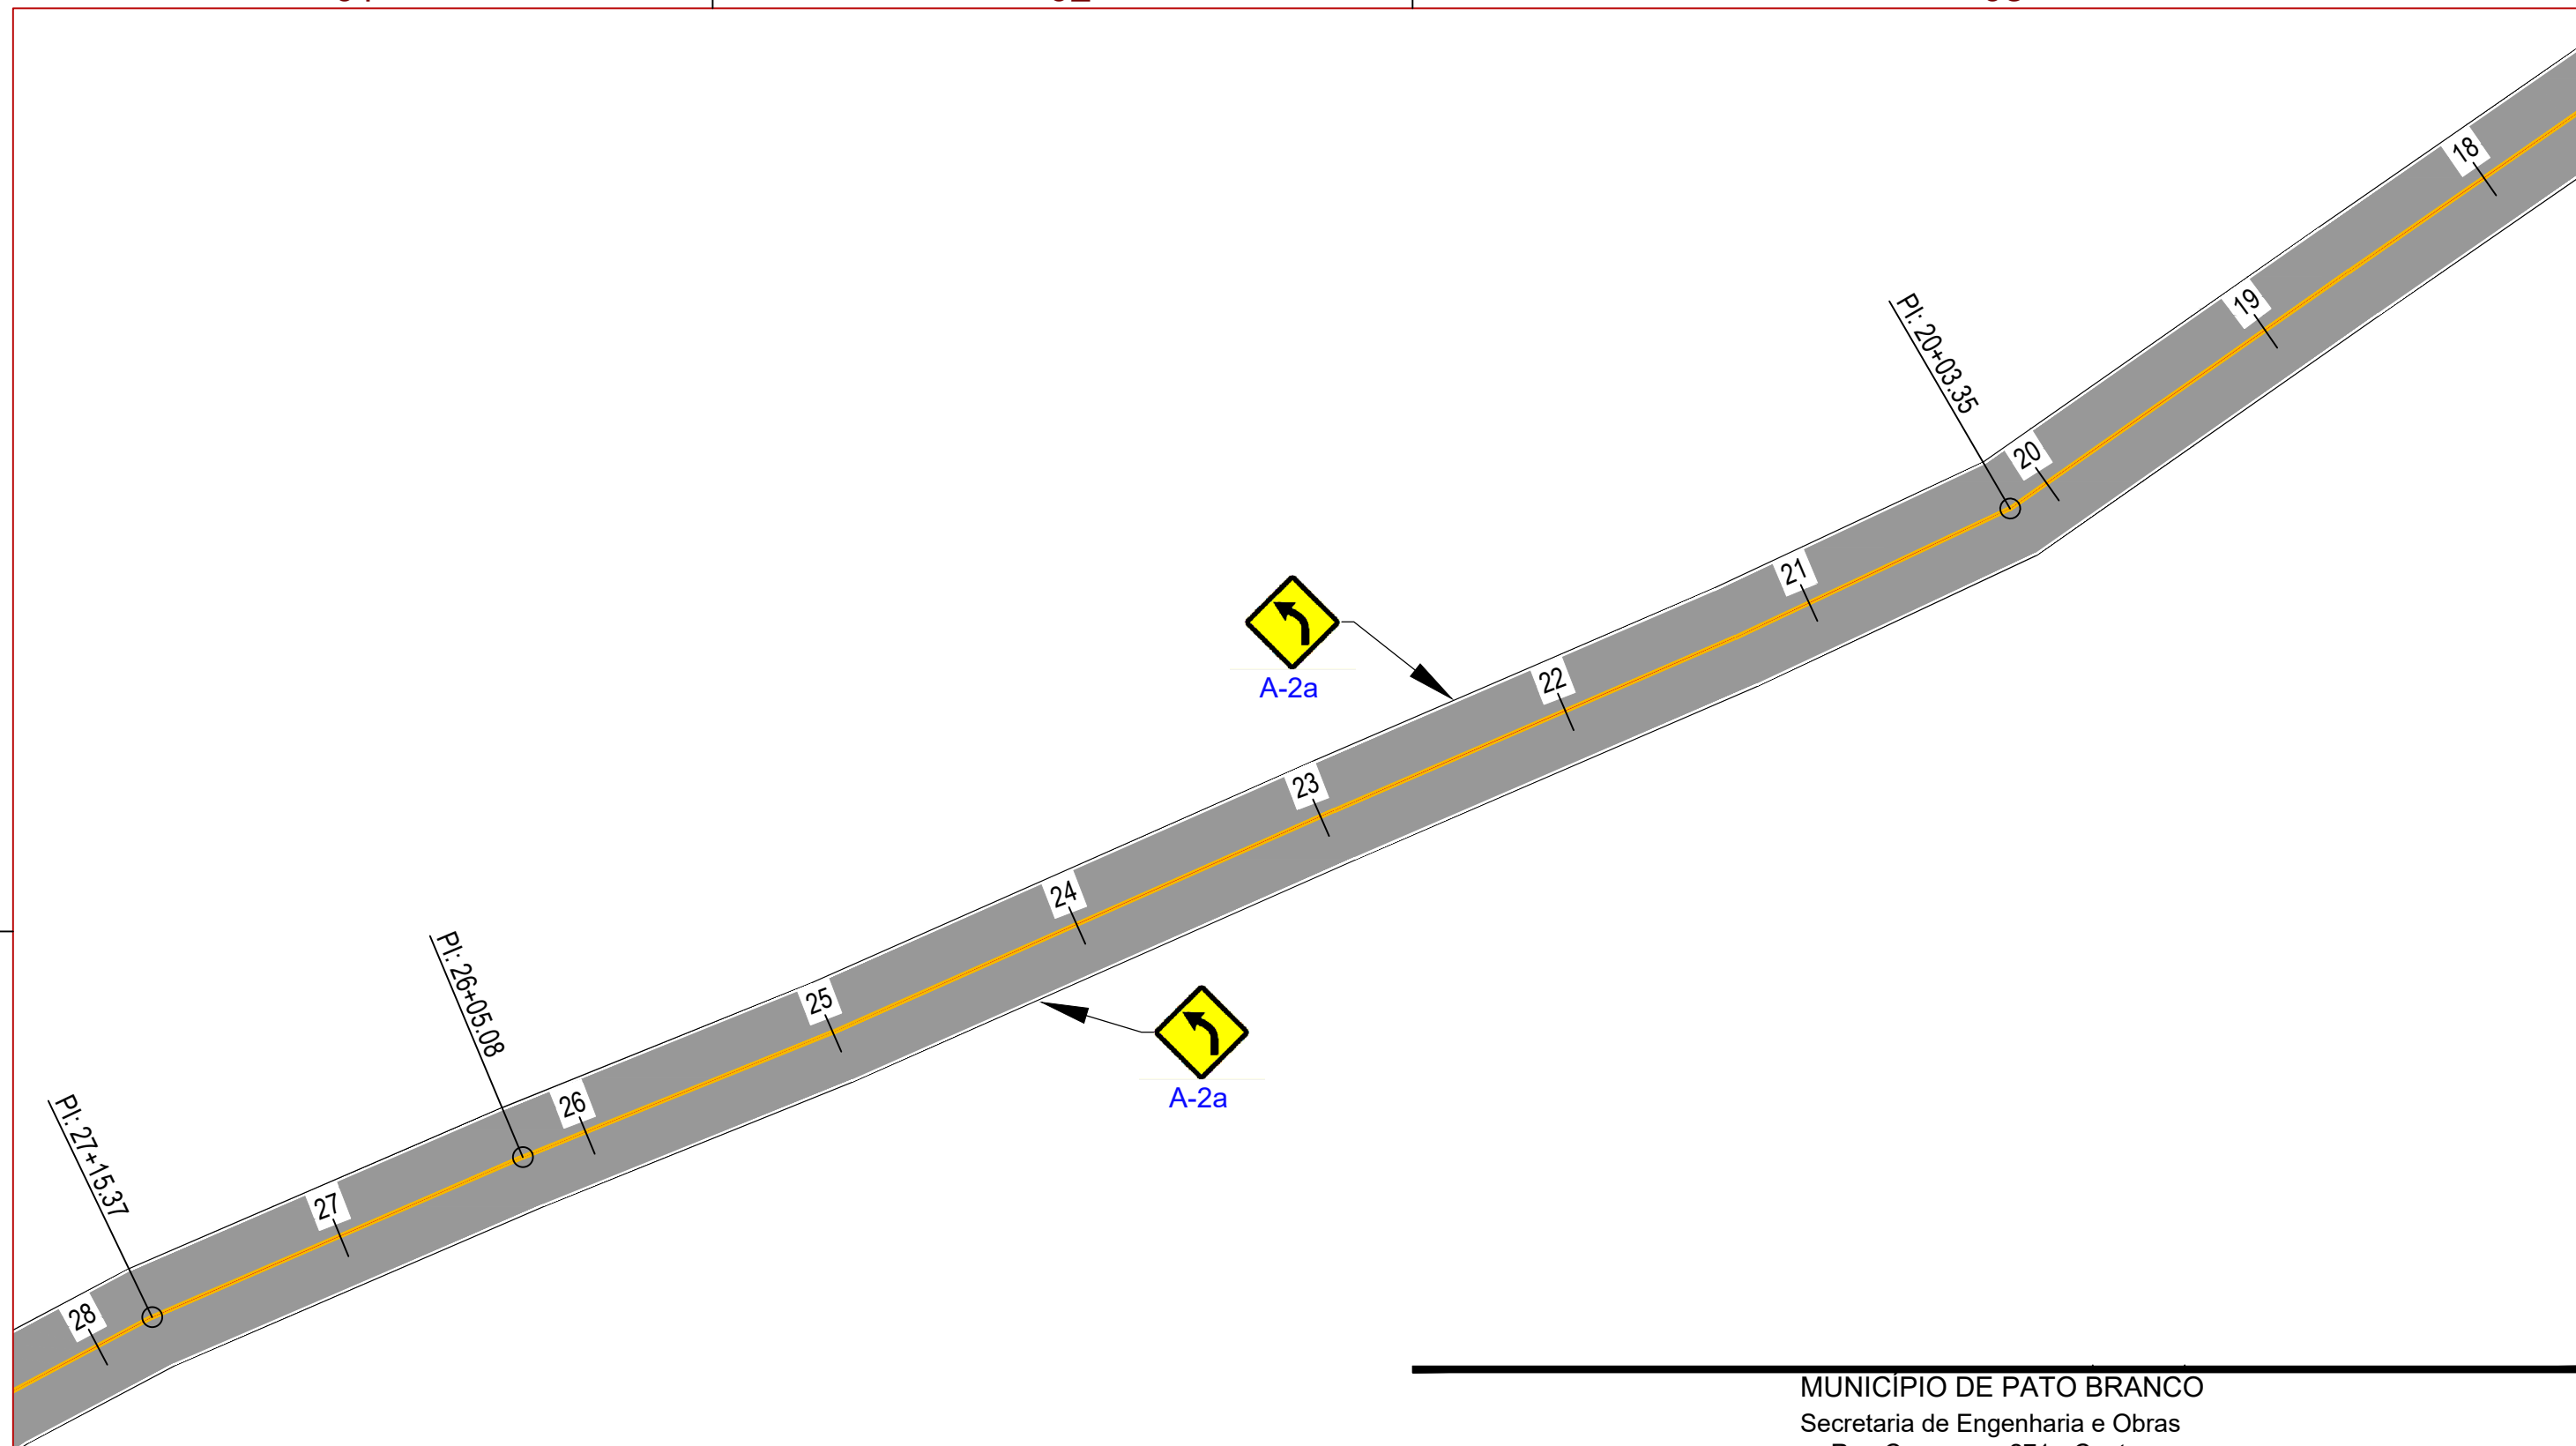 18
19
PI: 20+03.35
20
21
A-2a
22
23
24
PI: 26+05.08
25
A-2a
26
PI: 27+15.37
27
28
MUNICÍPIO DE PATO BRANCO
Secretaria de Engenharia e Obras